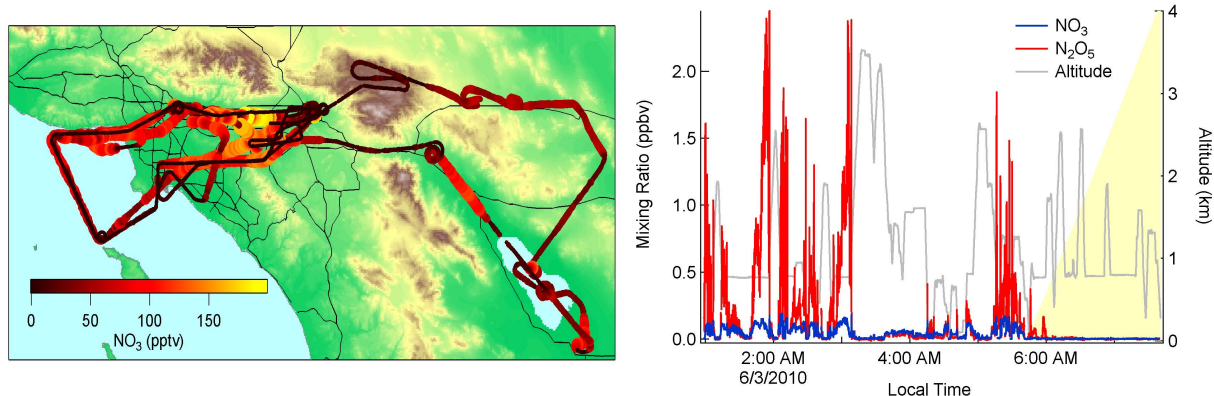 0
50
100
150
NO3 (pptv)
NO3
N2O5
Altitude
Mixing Ratio (ppbv)
2.0
1.5
1.0
0.5
0.0
4
3
2
1
0
Altitude (km)
2:00 AM
4:00 AM
6:00 AM
6/3/2010
Local Time